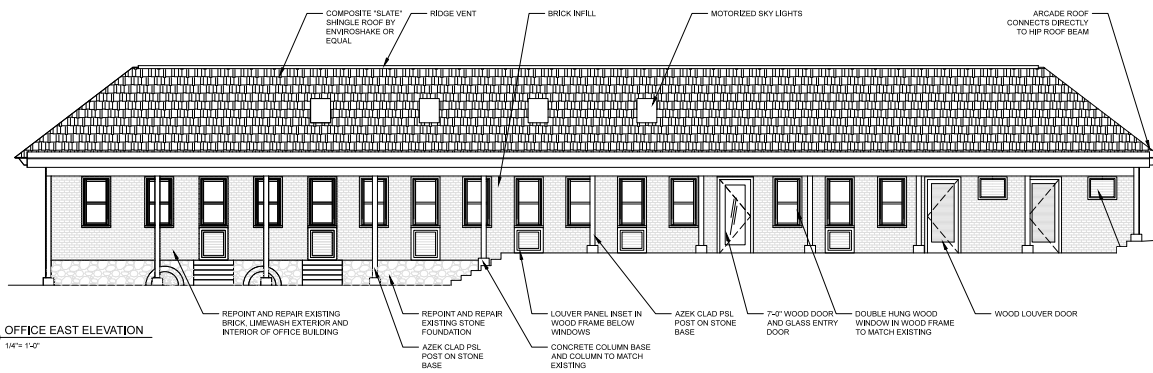 COMPOSITE "SLATE"
SHINGLE ROOF BY
ENVIROSHAKE OR
EQUAL
RIDGE VENT
BRICK INFILL
MOTORIZED SKY LIGHTS
ARCADE ROOF
CONNECTS DIRECTLY
TO HIP ROOF BEAM
REPOINT AND REPAIR EXISTING
BRICK, LIMEWASH EXTERIOR AND
INTERIOR OF OFFICE BUILDING
REPOINT AND REPAIR
EXISTING STONE
FOUNDATION
LOUVER PANEL INSET IN
WOOD FRAME BELOW
WINDOWS
AZEK CLAD PSL
POST ON STONE
BASE
7'-0" WOOD DOOR
AND GLASS ENTRY
DOOR
DOUBLE HUNG WOOD
WINDOW IN WOOD FRAME
TO MATCH EXISTING
WOOD LOUVER DOOR
AZEK CLAD PSL
POST ON STONE
BASE
CONCRETE COLUMN BASE
AND COLUMN TO MATCH
EXISTING
OFFICE EAST ELEVATION
1/4"= 1'-0"